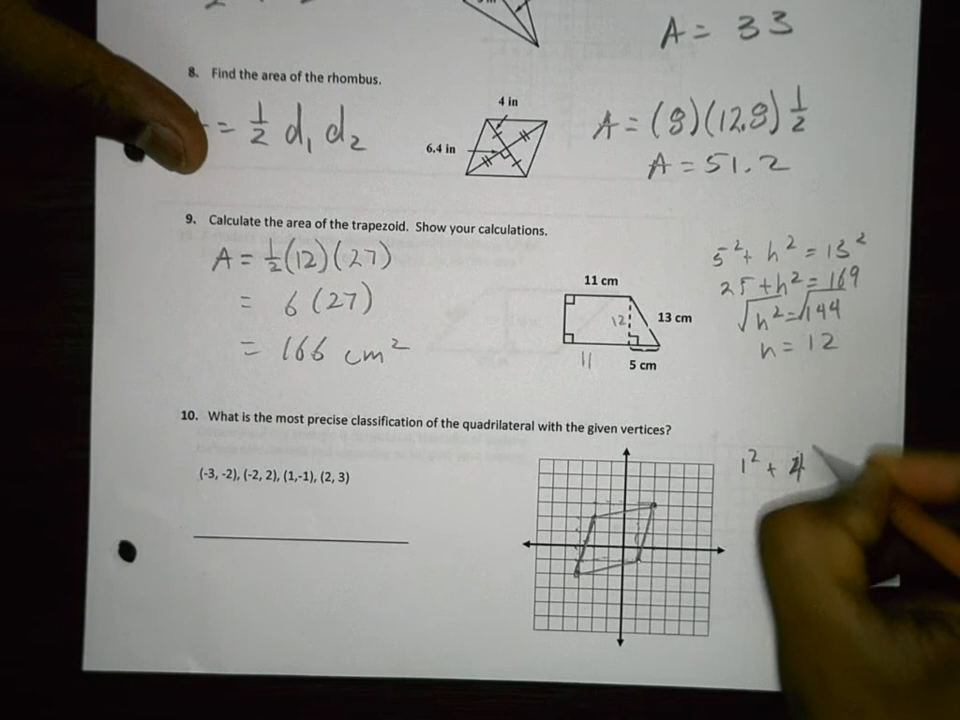 A = 33
8. Find the area of the rhombus.
= 1/2 d₁ d₂
4 in
6.4 in
A = (8)(12.8) 1/2
A = 51.2
9. Calculate the area of the trapezoid. Show your calculations.
A = 1/2 (12)(27)
= 6 (27)
= 166 cm²
11 cm
12
13 cm
11
5 cm
5² + h² = 13²
25 + h² = 169
√h² = √144
h = 12
10. What is the most precise classification of the quadrilateral with the given vertices?
(-3, -2), (-2, 2), (1,-1), (2, 3)
1² + 4